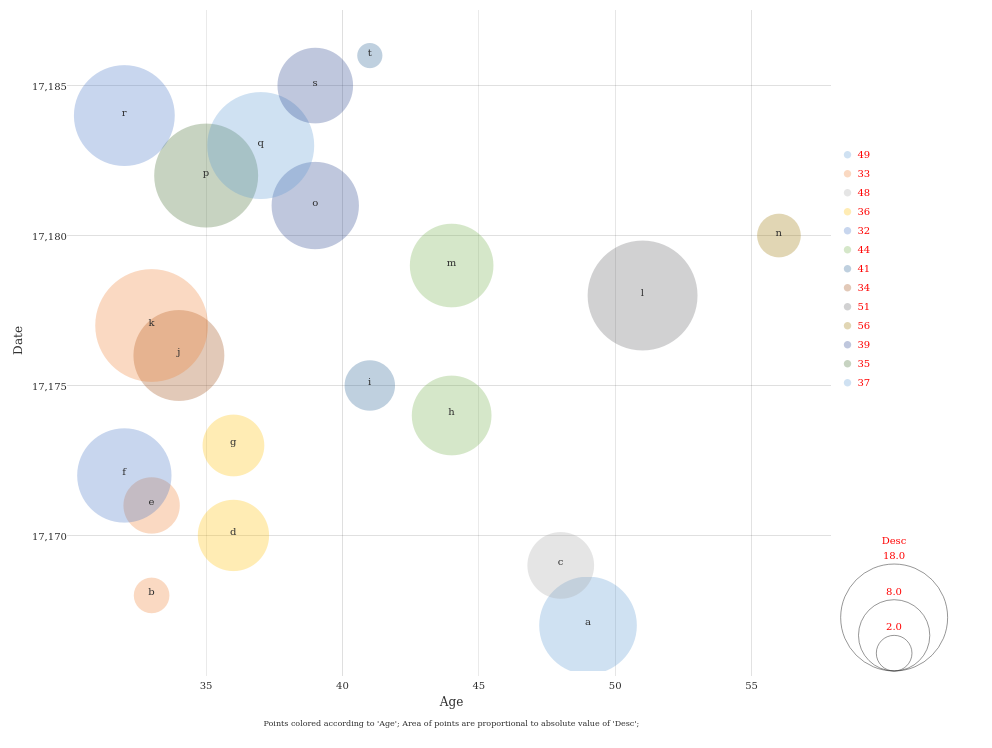 t
s
17,185
r
q
49
33
p
48
o
36
n
32
17,180
44
m
41
34
l
51
k
56
Date
39
j
35
i
37
17,175
h
g
f
e
d
17,170
Desc
c
18.0
b
8.0
a
2.0
35
40
45
50
55
Age
Points colored according to 'Age'; Area of points are proportional to absolute value of 'Desc';